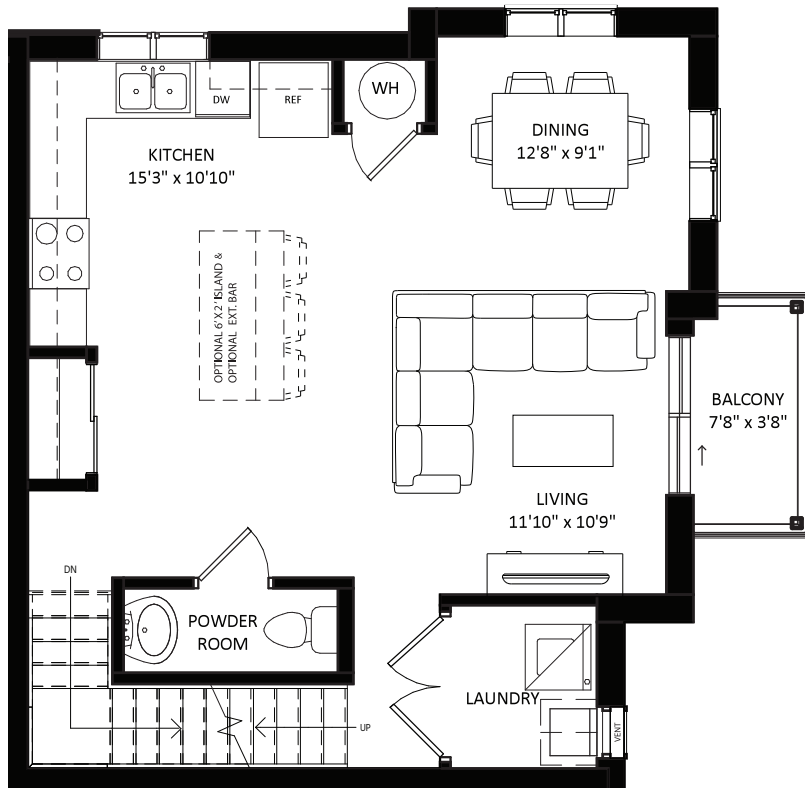 WH
DW
REF
KITCHEN
15'3" x 10'10"
DINING
12'8" x 9'1"
OPTIONAL 6'X 2' ISLAND &
OPTIONAL EXT. BAR
BALCONY
7'8" x 3'8"
LIVING
11'10" x 10'9"
DN
POWDER
ROOM
LAUNDRY
UP
VENT